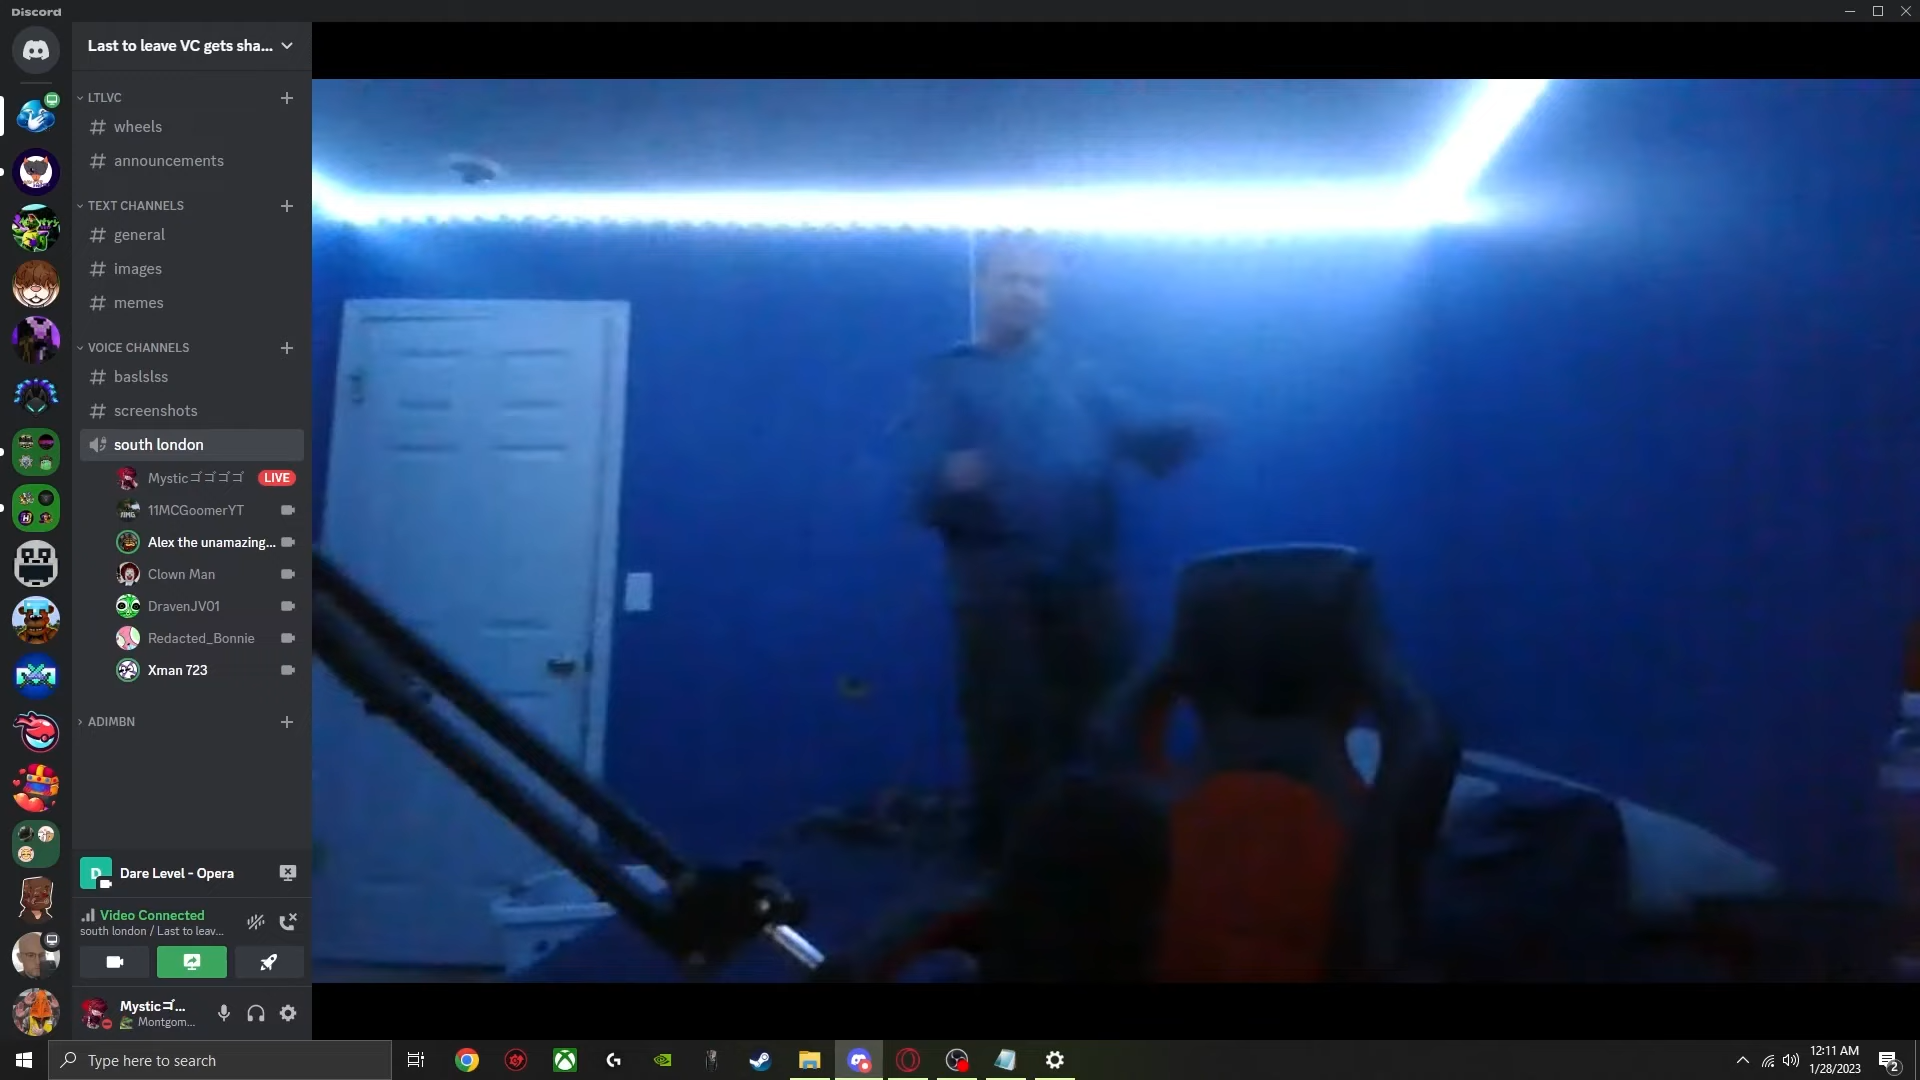 Discord
Last to leave VC gets sha...
LTLVC
wheels
announcements
TEXT CHANNELS
general
images
memes
VOICE CHANNELS
baslslss
screenshots
south london
Mysticゴゴゴゴ LIVE
11MCGoomerYT
Alex the unamazing...
Clown Man
DravenJV01
Redacted_Bonnie
Xman 723
ADIMBN
D Dare Level - Opera
Video Connected
south london / Last to leav...
Mysticゴ...
Montgom...
Type here to search
12:11 AM
1/28/2023
2